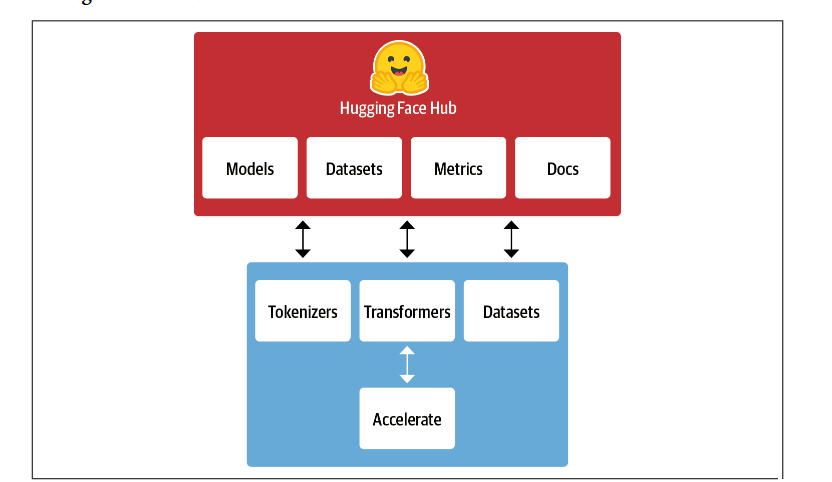 Hugging Face Hub
Models Datasets Metrics Docs
Tokenizers Transformers Datasets
Accelerate